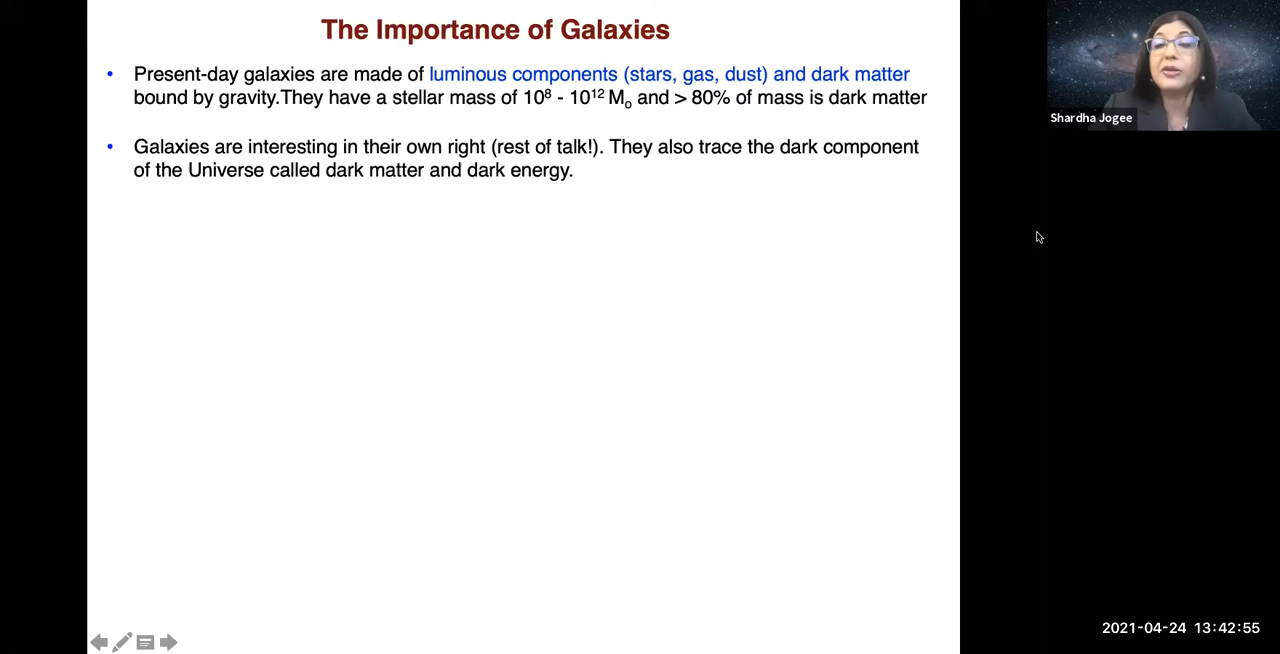 The Importance of Galaxies
• Present-day galaxies are made of luminous components (stars, gas, dust) and dark matter
bound by gravity.They have a stellar mass of 10⁸ - 10¹² Mₒ and > 80% of mass is dark matter
• Galaxies are interesting in their own right (rest of talk!). They also trace the dark component
of the Universe called dark matter and dark energy.
Shardha Jogee
2021-04-24 13:42:55